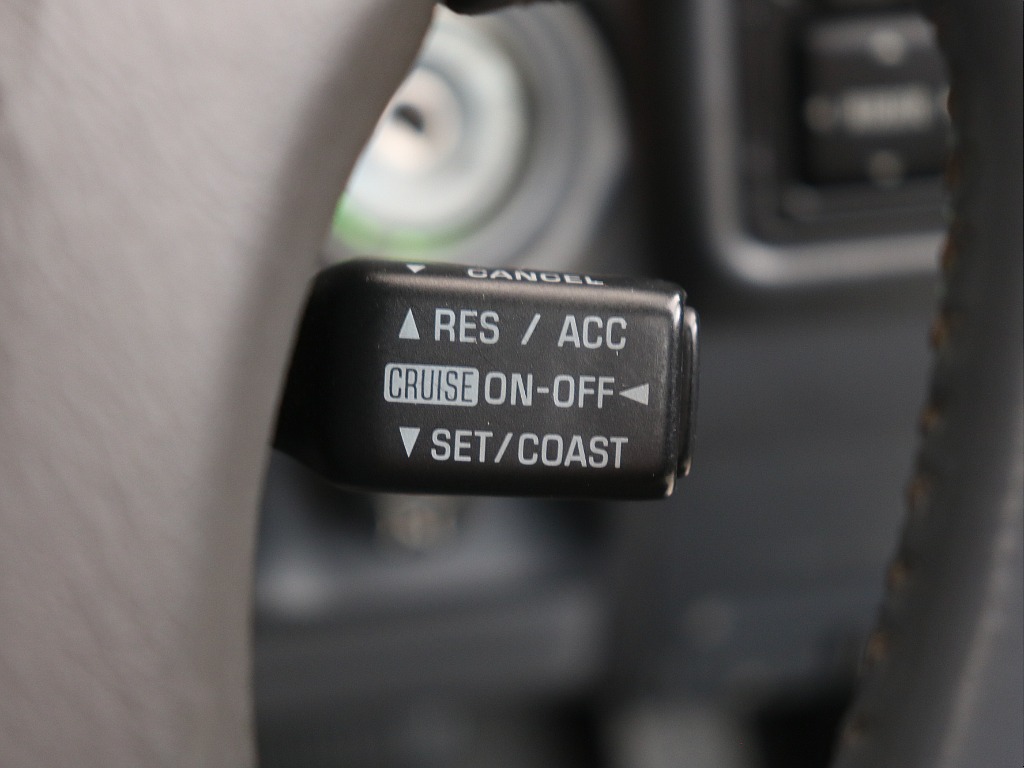 ▼ CANCEL
▲ RES / ACC
CRUISE ON-OFF ◀
▼ SET/COAST